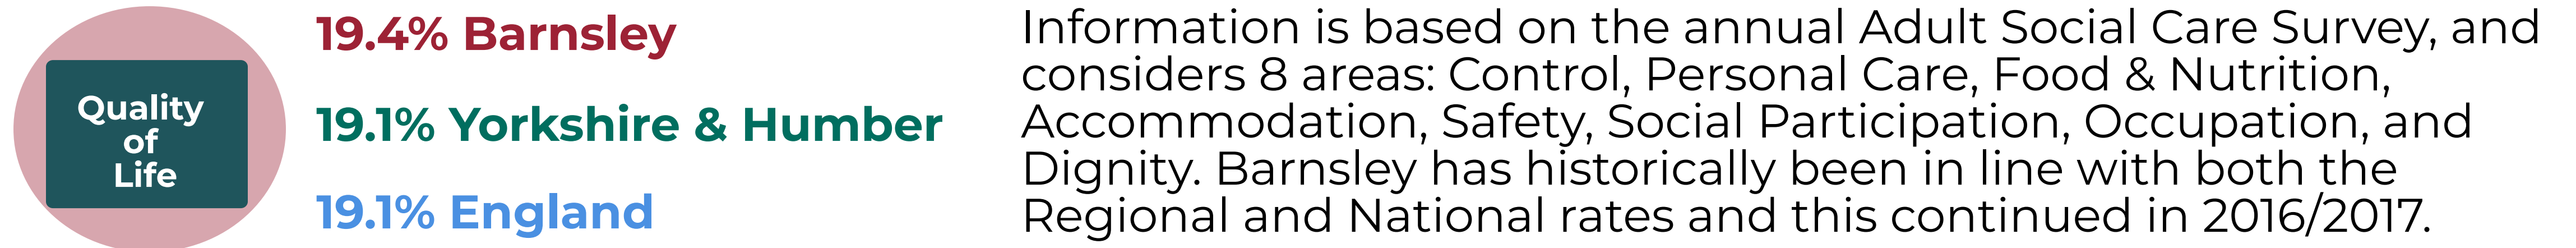 Quality
of
Life
19.4% Barnsley
19.1% Yorkshire & Humber
19.1% England
Information is based on the annual Adult Social Care Survey, and
considers 8 areas: Control, Personal Care, Food & Nutrition,
Accommodation, Safety, Social Participation, Occupation, and
Dignity. Barnsley has historically been in line with both the
Regional and National rates and this continued in 2016/2017.